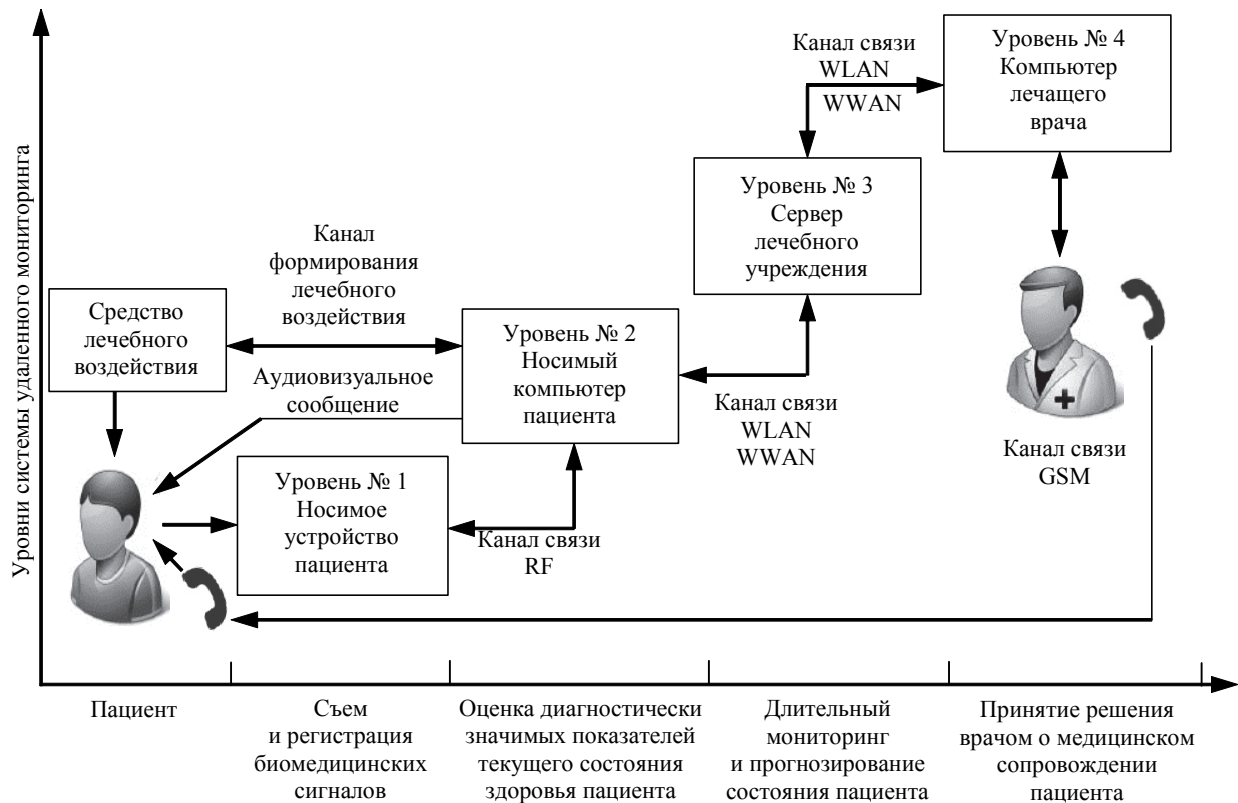 Уровни системы удаленного мониторинга
Канал связи
WLAN
WWAN
Уровень № 4
Компьютер
лечащего
врача
Уровень № 3
Сервер
лечебного
учреждения
Канал
формирования
лечебного
воздействия
Средство
лечебного
воздействия
Уровень № 2
Носимый
компьютер
пациента
Аудиовизуальное
сообщение
Канал связи
WLAN
WWAN
Канал связи
GSM
Уровень № 1
Носимое
устройство
пациента
Канал связи
RF
Пациент
Съем
и регистрация
биомедицинских
сигналов
Оценка диагностически
значимых показателей
текущего состояния
здоровья пациента
Длительный
мониторинг
и прогнозирование
состояния пациента
Принятие решения
врачом о медицинском
сопровождении
пациента